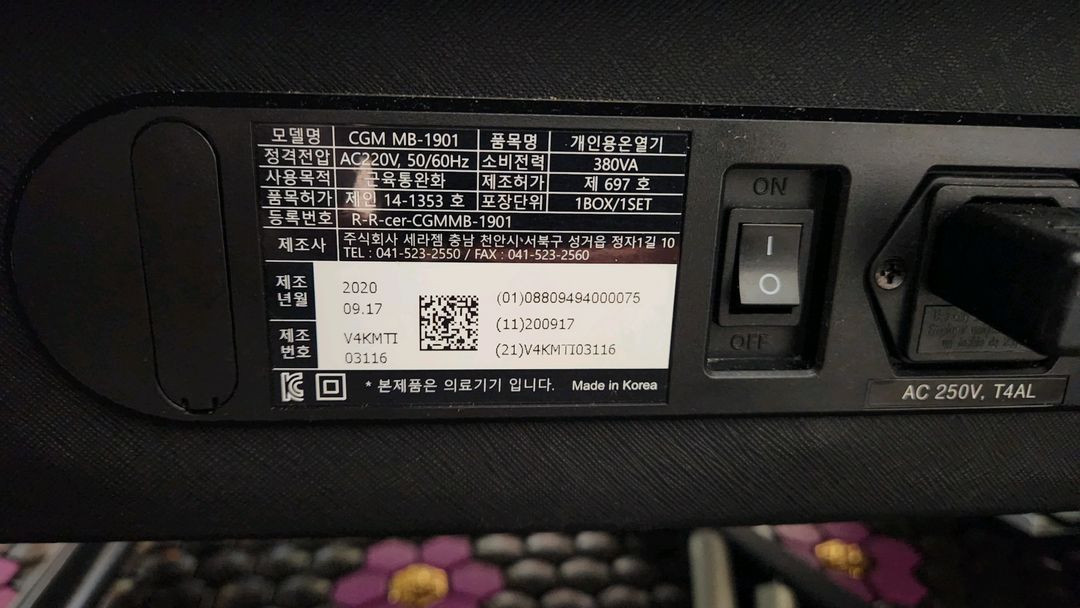 모델명 CGM MB-1901 품목명 개인용온열기
정격전압 AC220V, 50/60Hz 소비전력 380VA
사용목적 근육통완화 제조허가 제 697 호
품목허가 제인 14-1353 호 포장단위 1BOX/1SET
등록번호 R-R-cer-CGMMB-1901
제조사 주식회사 세라젬 충남 천안시 서북구 성거읍 정자1길 10
TEL : 041-523-2550 / FAX : 041-523-2560
제조년월 2020
09.17
제조번호 V4KMTI
03116
(01)08809494000075
(11)200917
(21)V4KMTI03116
* 본제품은 의료기기 입니다. Made in Korea
ON
I
O
OFF
AC 250V, T4AL